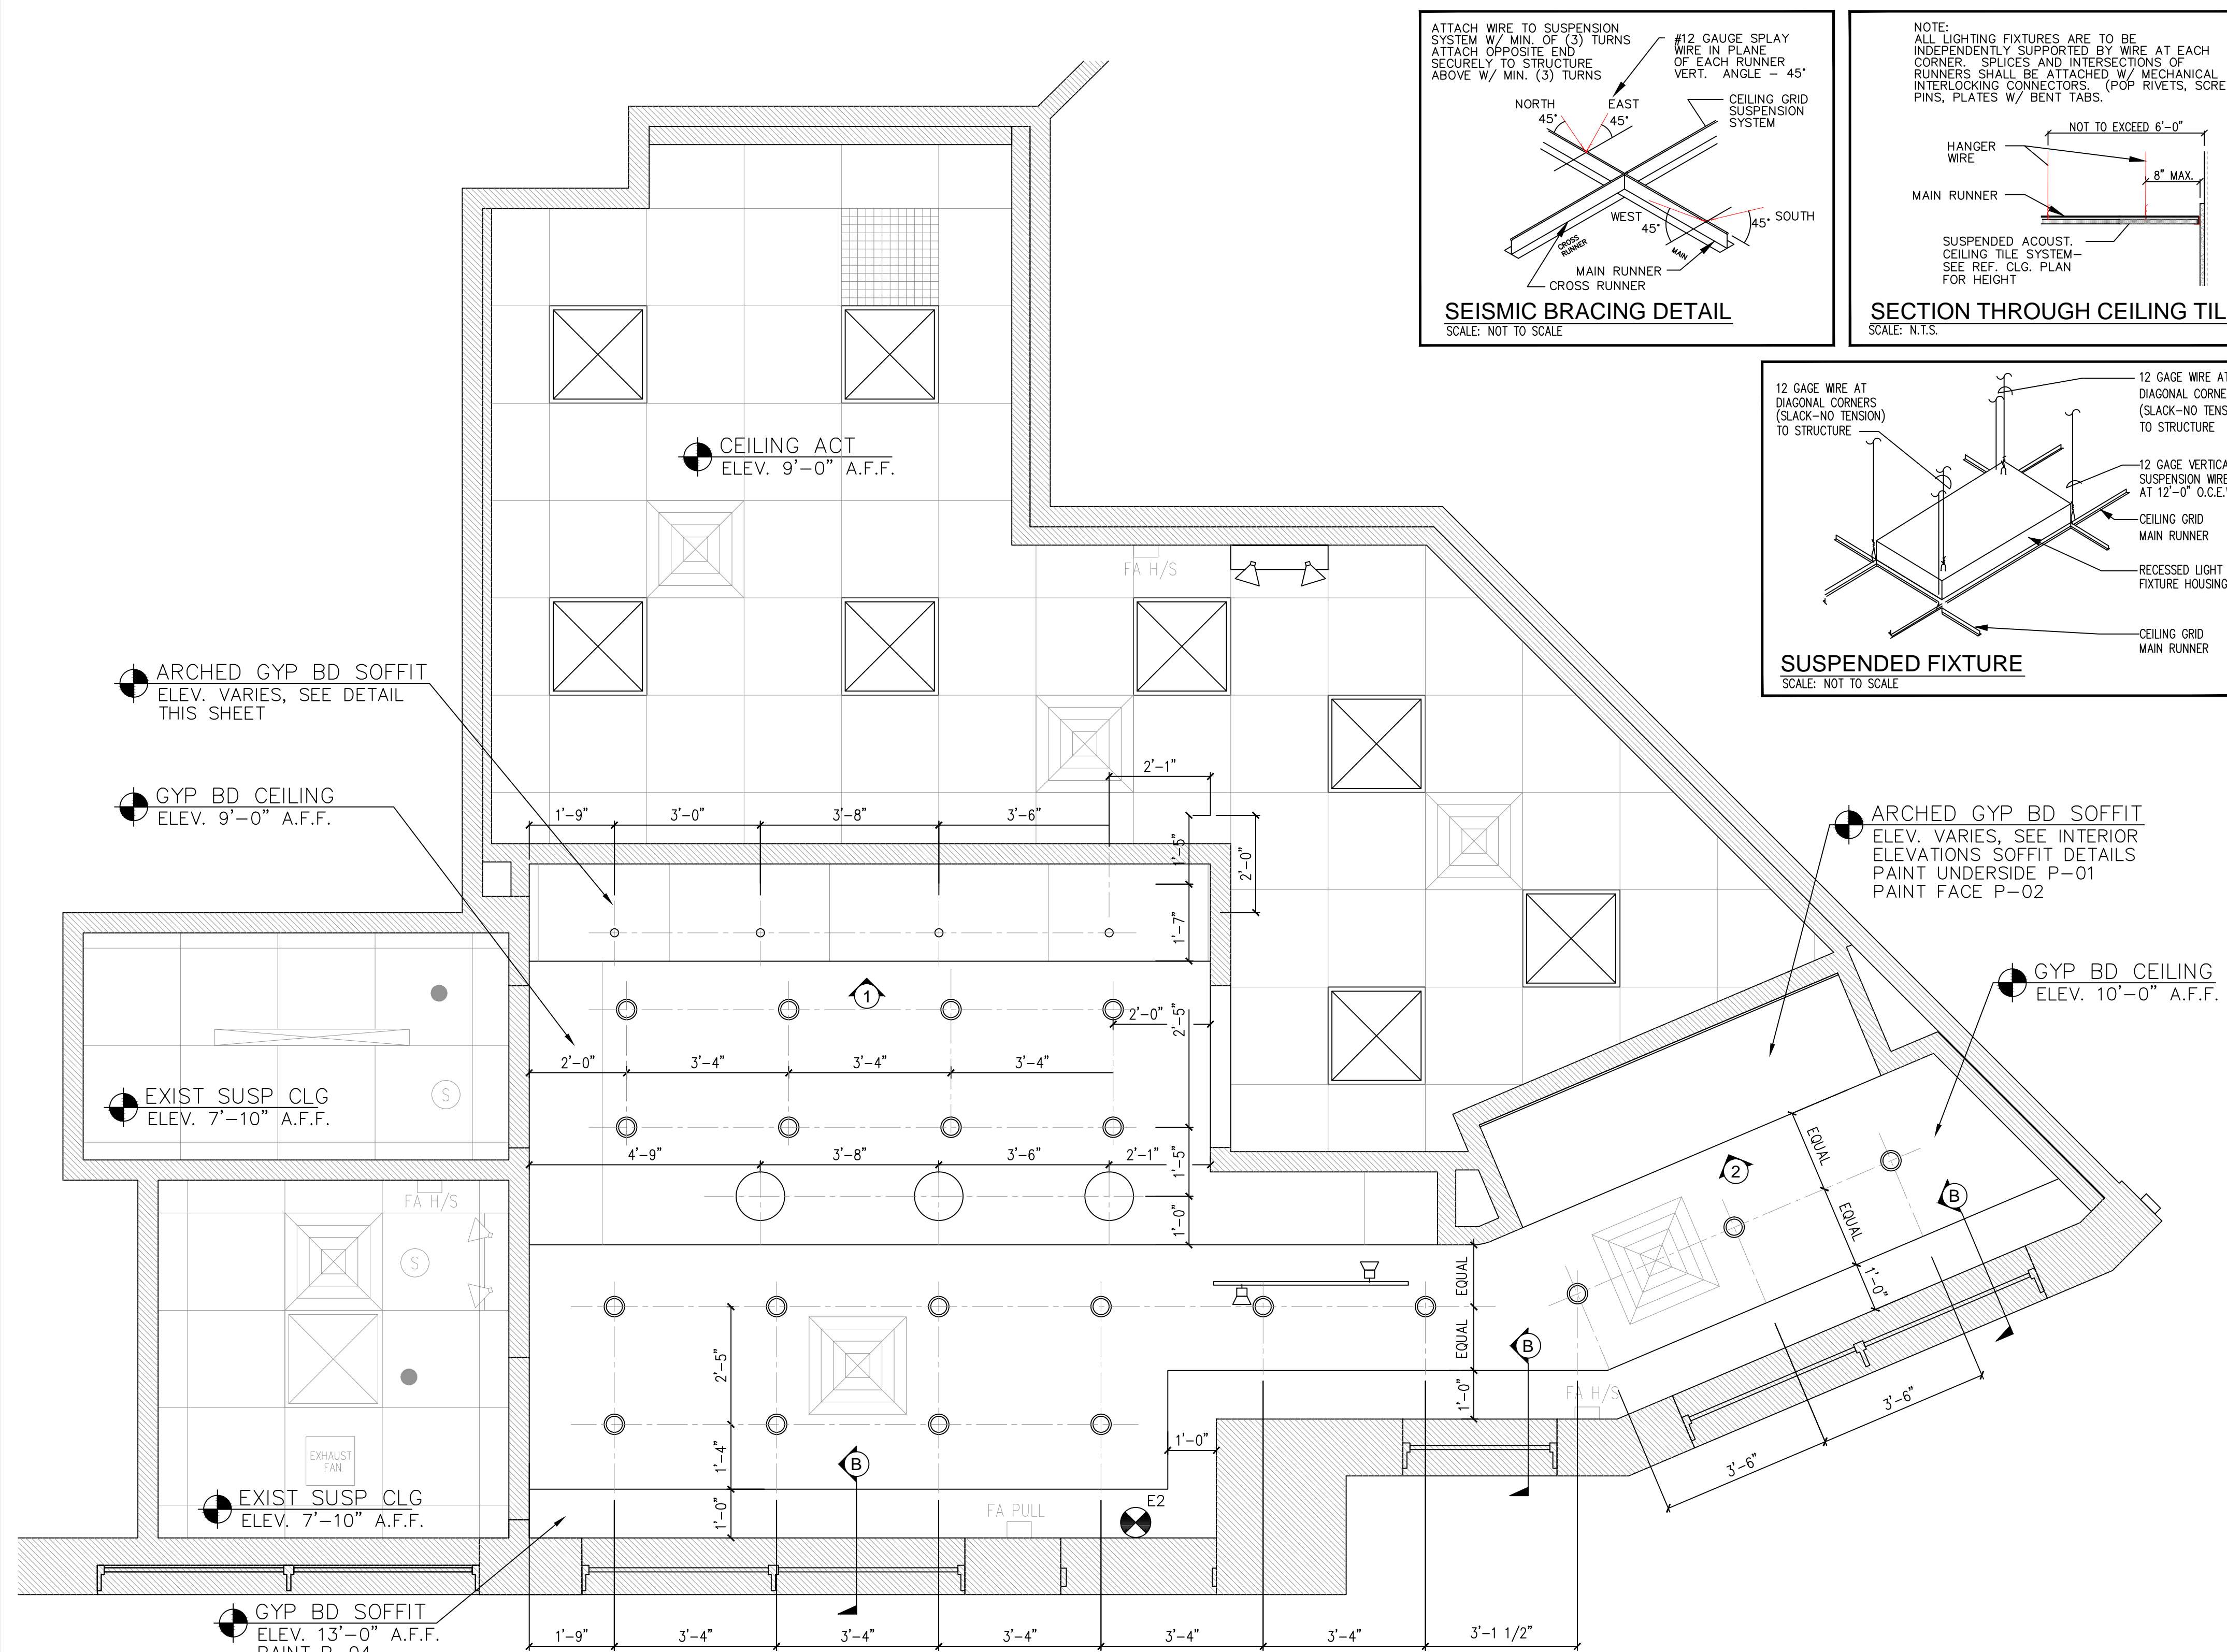 ATTACH WIRE TO SUSPENSION
SYSTEM W/ MIN. OF (3) TURNS
ATTACH OPPOSITE END
SECURELY TO STRUCTURE
ABOVE W/ MIN. (3) TURNS
#12 GAUGE SPLAY
WIRE IN PLANE
OF EACH RUNNER
VERT. ANGLE - 45°
NORTH
45°
EAST
45°
CEILING GRID
SUSPENSION
SYSTEM
WEST
45°
45° SOUTH
CROSS
RUNNER
MAIN
MAIN RUNNER
CROSS RUNNER
SEISMIC BRACING DETAIL
SCALE: NOT TO SCALE
NOTE:
ALL LIGHTING FIXTURES ARE TO BE
INDEPENDENTLY SUPPORTED BY WIRE AT EACH
CORNER. SPLICES AND INTERSECTIONS OF
RUNNERS SHALL BE ATTACHED W/ MECHANICAL
INTERLOCKING CONNECTORS. (POP RIVETS, SCRE
PINS, PLATES W/ BENT TABS.
NOT TO EXCEED 6'-0"
HANGER
WIRE
8" MAX.
MAIN RUNNER
SUSPENDED ACOUST.
CEILING TILE SYSTEM-
SEE REF. CLG. PLAN
FOR HEIGHT
SECTION THROUGH CEILING TIL
SCALE: N.T.S.
12 GAGE WIRE AT
DIAGONAL CORNERS
(SLACK-NO TENSION)
TO STRUCTURE
12 GAGE WIRE AT
DIAGONAL CORNE
(SLACK-NO TENS
TO STRUCTURE
12 GAGE VERTICA
SUSPENSION WIRE
AT 12'-0" O.C.E.
CEILING GRID
MAIN RUNNER
RECESSED LIGHT
FIXTURE HOUSING
CEILING GRID
MAIN RUNNER
SUSPENDED FIXTURE
SCALE: NOT TO SCALE
CEILING ACT
ELEV. 9'-0" A.F.F.
FA H/S
ARCHED GYP BD SOFFIT
ELEV. VARIES, SEE DETAIL
THIS SHEET
GYP BD CEILING
ELEV. 9'-0" A.F.F.
2'-1"
1'-9"
3'-0"
3'-8"
3'-6"
1'-5"
2'-0"
1'-7"
ARCHED GYP BD SOFFIT
ELEV. VARIES, SEE INTERIOR
ELEVATIONS SOFFIT DETAILS
PAINT UNDERSIDE P-01
PAINT FACE P-02
GYP BD CEILING
ELEV. 10'-0" A.F.F.
1
2'-0"
2'-5"
2'-0"
3'-4"
3'-4"
3'-4"
EXIST SUSP CLG
ELEV. 7'-10" A.F.F.
S
4'-9"
3'-8"
3'-6"
2'-1"
1'-5"
1'-0"
EQUAL
EQUAL
1'-0"
2
B
FA H/S
S
EQUAL
EQUAL
1'-0"
B
FA H/S
3'-6"
3'-6"
2'-5"
1'-4"
1'-0"
B
1'-0"
E2
FA PULL
EXHAUST
FAN
EXIST SUSP CLG
ELEV. 7'-10" A.F.F.
GYP BD SOFFIT
ELEV. 13'-0" A.F.F.
PAINT P-04
1'-9"
3'-4"
3'-4"
3'-4"
3'-4"
3'-4"
3'-1 1/2"